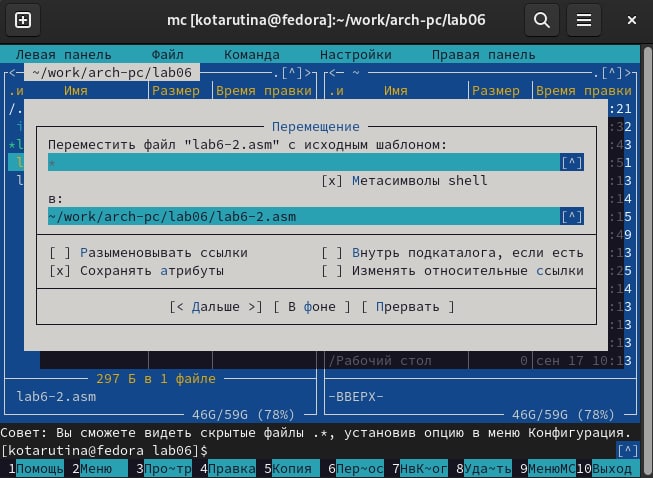 mc [kotarutina@fedora]:~/work/arch-pc/lab06
Левая панель Файл Команда Настройки Правая панель
~/work/arch-pc/lab06 .[^] ~ .[^]
.и Имя Размер Время правки .и Имя Размер Время правки
/. :21
Перемещение
Переместить файл "lab6-2.asm" с исходным шаблоном:
* [^]
[x] Метасимволы shell
в:
~/work/arch-pc/lab06/lab6-2.asm [^]
[ ] Разыменовывать ссылки [ ] Внутрь подкаталога, если есть
[x] Сохранять атрибуты [ ] Изменять относительные ссылки
[< Дальше >] [ В фоне ] [ Прервать ]
/Рабочий стол 0 сен 17 10:13
297 Б в 1 файле
lab6-2.asm -ВВЕРХ-
46G/59G (78%) 46G/59G (78%)
Совет: Вы сможете видеть скрытые файлы .*, установив опцию в меню Конфигурация.
[kotarutina@fedora lab06]$ [^]
1Помощь 2Меню 3Про~тр 4Правка 5Копия 6Пер~ос 7НвК~ог 8Уда~ть 9МенюМС 10Выход